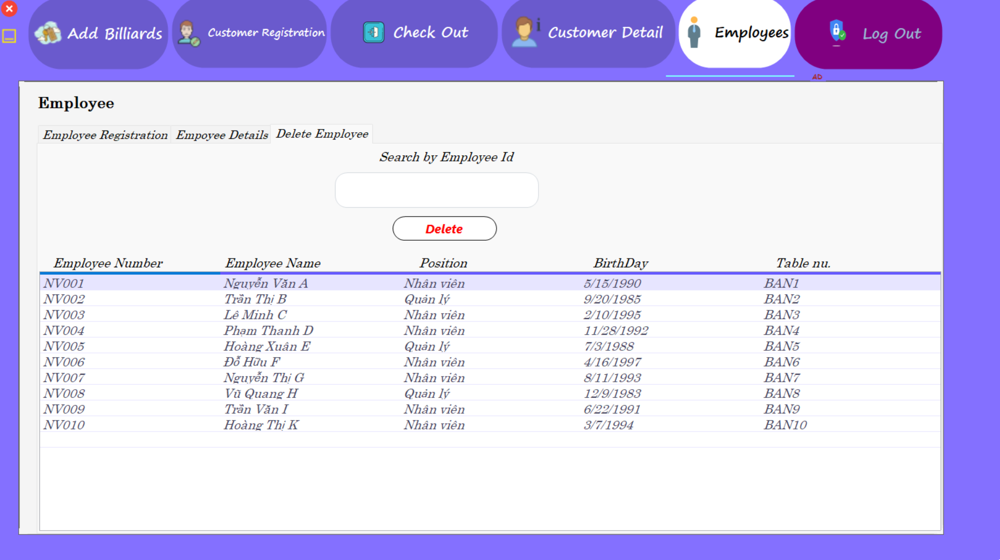 Add Billiards
Customer Registration
Check Out
Customer Detail
Employees
Log Out
AD
Employee
Employee Registration Empoyee Details Delete Employee
Search by Employee Id
Delete
Employee Number Employee Name Position BirthDay Table nu.
NV001 Nguyễn Văn A Nhân viên 5/15/1990 BAN1
NV002 Trần Thị B Quản lý 9/20/1985 BAN2
NV003 Lê Minh C Nhân viên 2/10/1995 BAN3
NV004 Phạm Thanh D Nhân viên 11/28/1992 BAN4
NV005 Hoàng Xuân E Quản lý 7/3/1988 BAN5
NV006 Đỗ Hữu F Nhân viên 4/16/1997 BAN6
NV007 Nguyễn Thị G Nhân viên 8/11/1993 BAN7
NV008 Vũ Quang H Quản lý 12/9/1983 BAN8
NV009 Trần Văn I Nhân viên 6/22/1991 BAN9
NV010 Hoàng Thị K Nhân viên 3/7/1994 BAN10